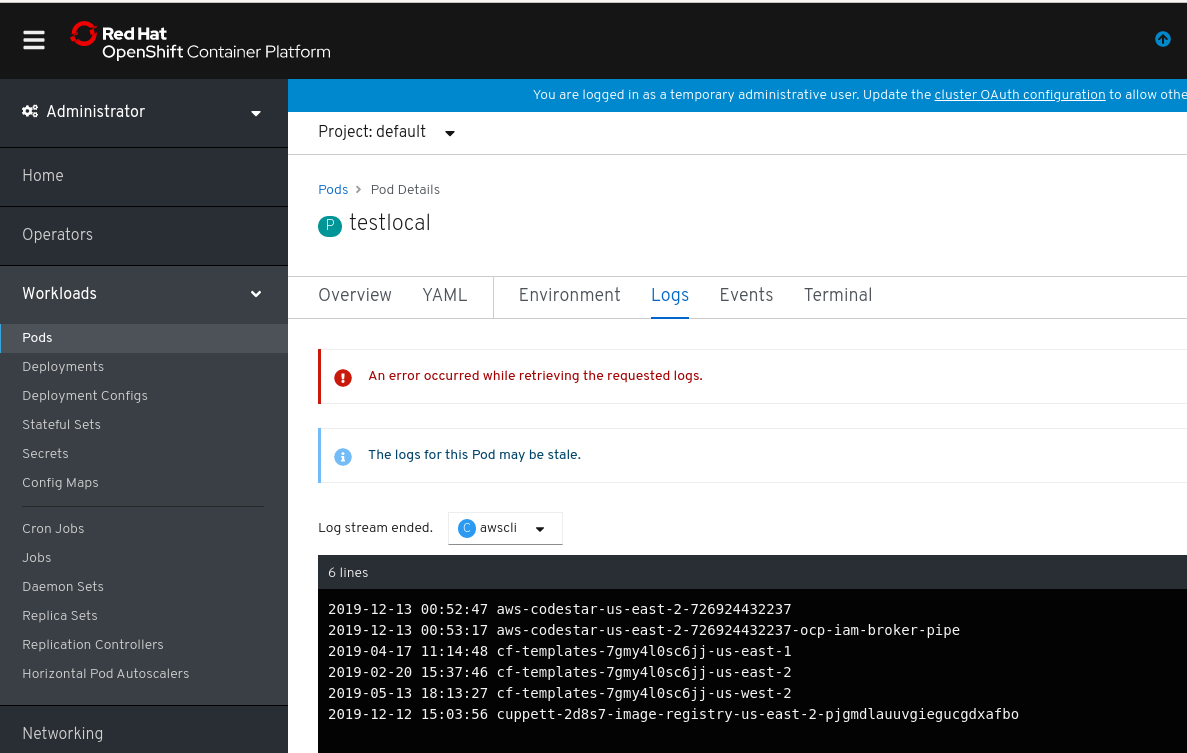 Red Hat
OpenShift Container Platform
Administrator
You are logged in as a temporary administrative user. Update the cluster OAuth configuration to allow othe
Project: default
Home
Operators
Workloads
Pods
Deployments
Deployment Configs
Stateful Sets
Secrets
Config Maps
Cron Jobs
Jobs
Daemon Sets
Replica Sets
Replication Controllers
Horizontal Pod Autoscalers
Networking
Pods > Pod Details
P testlocal
Overview YAML Environment Logs Events Terminal
An error occurred while retrieving the requested logs.
The logs for this Pod may be stale.
Log stream ended. C awscli
6 lines
2019-12-13 00:52:47 aws-codestar-us-east-2-726924432237
2019-12-13 00:53:17 aws-codestar-us-east-2-726924432237-ocp-iam-broker-pipe
2019-04-17 11:14:48 cf-templates-7gmy4l0sc6jj-us-east-1
2019-02-20 15:37:46 cf-templates-7gmy4l0sc6jj-us-east-2
2019-05-13 18:13:27 cf-templates-7gmy4l0sc6jj-us-west-2
2019-12-12 15:03:56 cuppett-2d8s7-image-registry-us-east-2-pjgmdlauuvgiegucgdxafbo